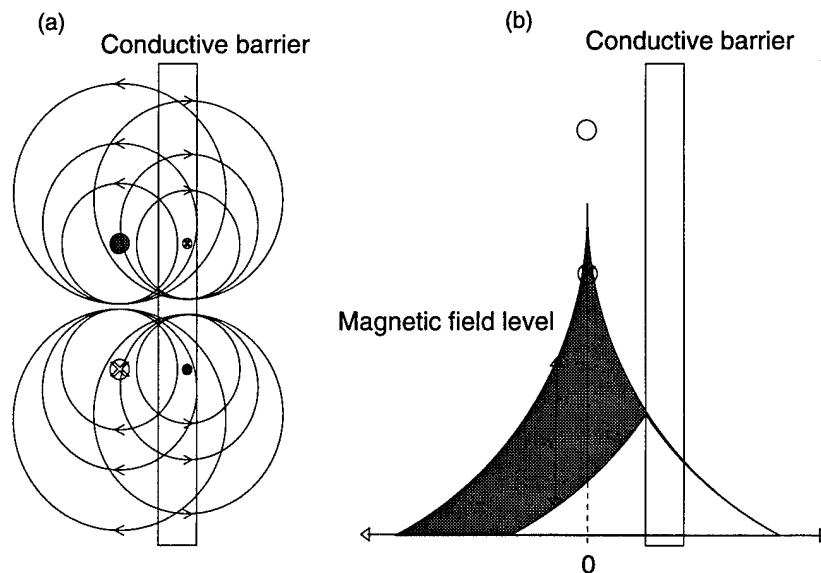 (a)
Conductive barrier
(b)
Conductive barrier
Magnetic field level
0